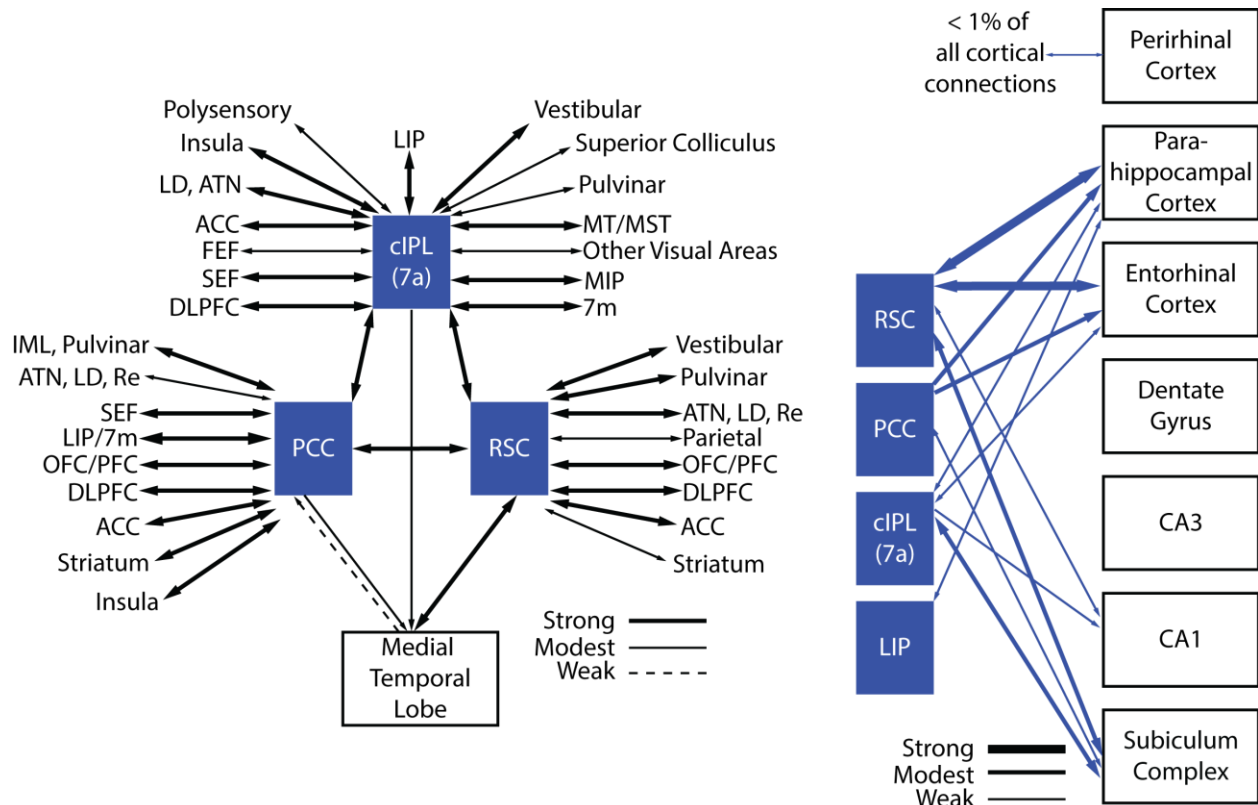 Polysensory
Insula
LD, ATN
ACC
FEF
SEF
DLPFC
LIP
Vestibular
Superior Colliculus
Pulvinar
MT/MST
Other Visual Areas
MIP
7m
cIPL
(7a)
IML, Pulvinar
ATN, LD, Re
SEF
LIP/7m
OFC/PFC
DLPFC
ACC
Striatum
Insula
PCC
RSC
Vestibular
Pulvinar
ATN, LD, Re
Parietal
OFC/PFC
DLPFC
ACC
Striatum
Medial
Temporal
Lobe
Strong
Modest
Weak
< 1% of
all cortical
connections
RSC
PCC
cIPL
(7a)
LIP
Perirhinal
Cortex
Para-
hippocampal
Cortex
Entorhinal
Cortex
Dentate
Gyrus
CA3
CA1
Subiculum
Complex
Strong
Modest
Weak